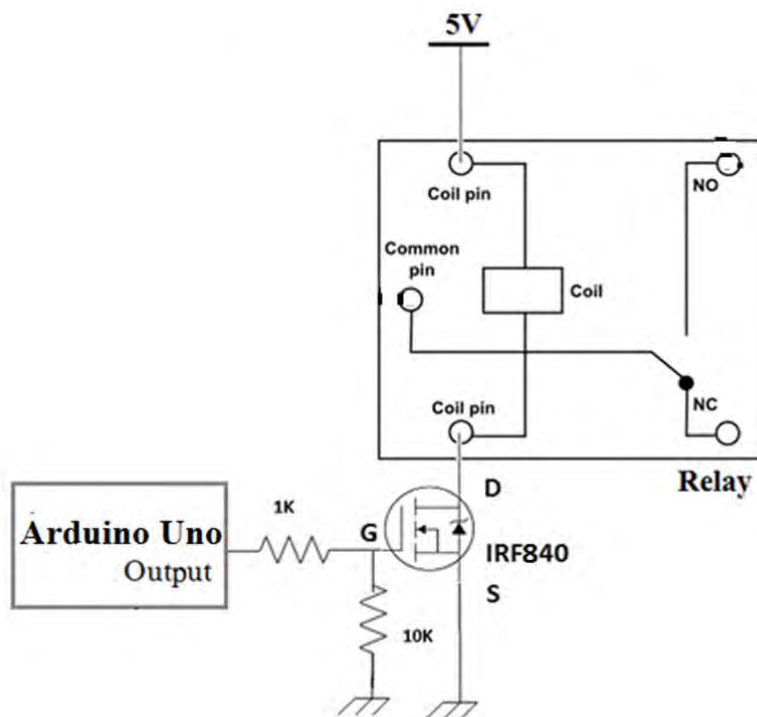 5V
Coil pin
NO
Common
pin
Coil
Coil pin
NC
Relay
D
1K
G
Arduino Uno
Output
IRF840
S
10K